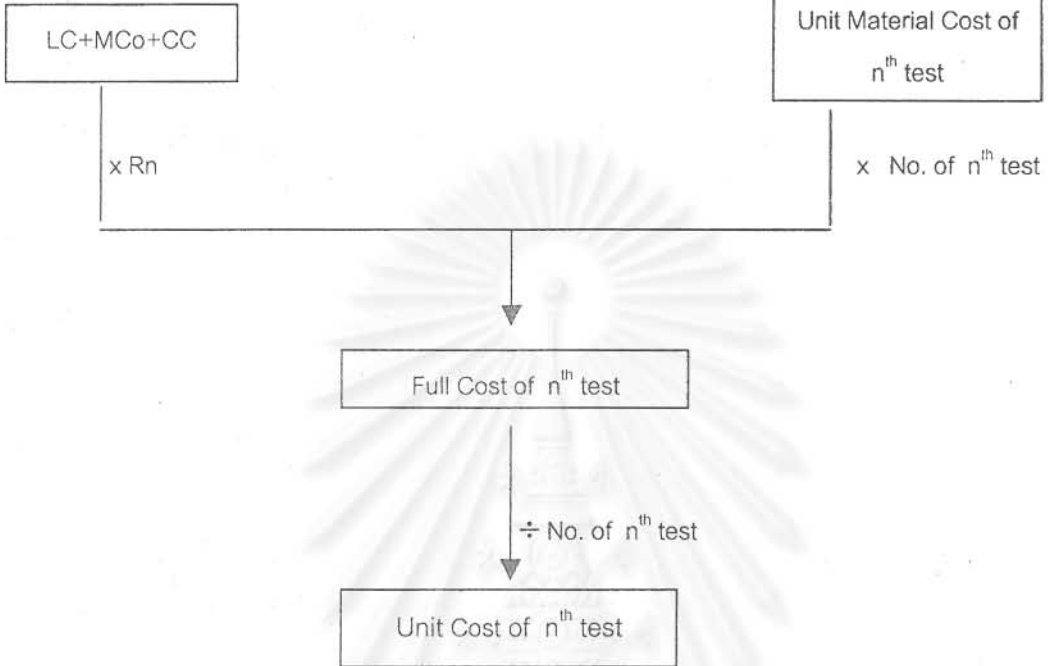 LC+MCo+CC
Unit Material Cost of
nth test
x Rn
x No. of nth test
Full Cost of nth test
÷ No. of nth test
Unit Cost of nth test